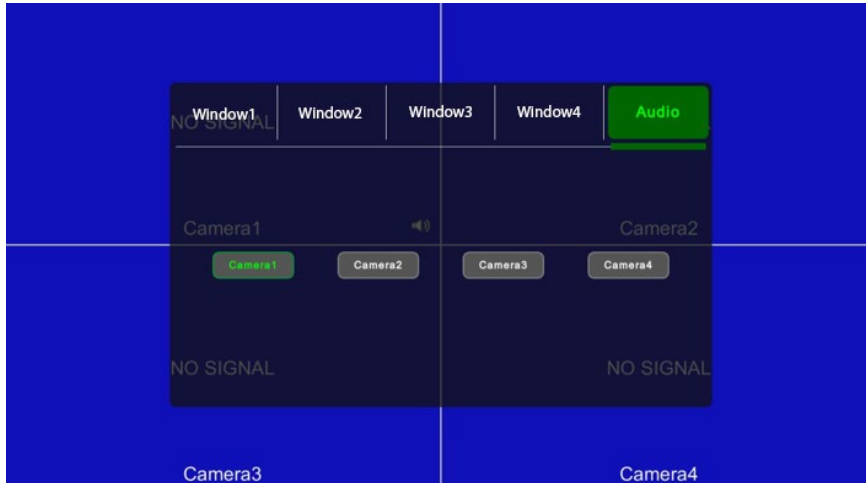 Window1 Window2 Window3 Window4 Audio
NO SIGNAL
Camera1 Camera2
Camera1 Camera2 Camera3 Camera4
NO SIGNAL NO SIGNAL
Camera3 Camera4